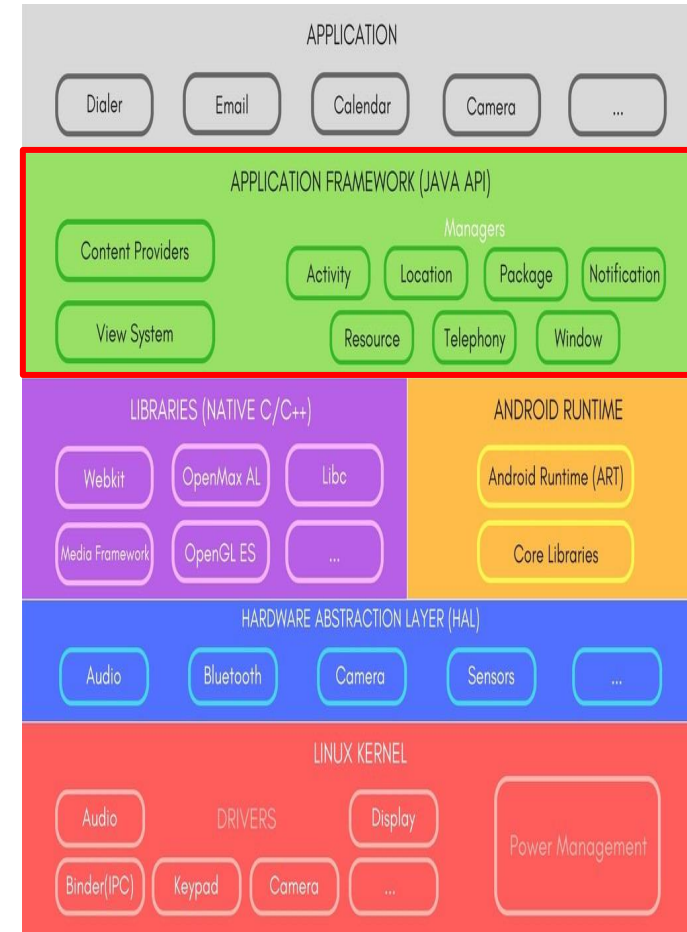 APPLICATION
Dialer Email Calendar Camera ...
APPLICATION FRAMEWORK (JAVA API)
Managers
Content Providers
Activity Location Package Notification
View System
Resource Telephony Window
LIBRARIES (NATIVE C/C++)
Webkit OpenMax AL Libc
Media Framework OpenGL ES ...
ANDROID RUNTIME
Android Runtime (ART)
Core Libraries
HARDWARE ABSTRACTION LAYER (HAL)
Audio Bluetooth Camera Sensors ...
LINUX KERNEL
Audio DRIVERS Display
Binder(IPC) Keypad Camera ...
Power Management